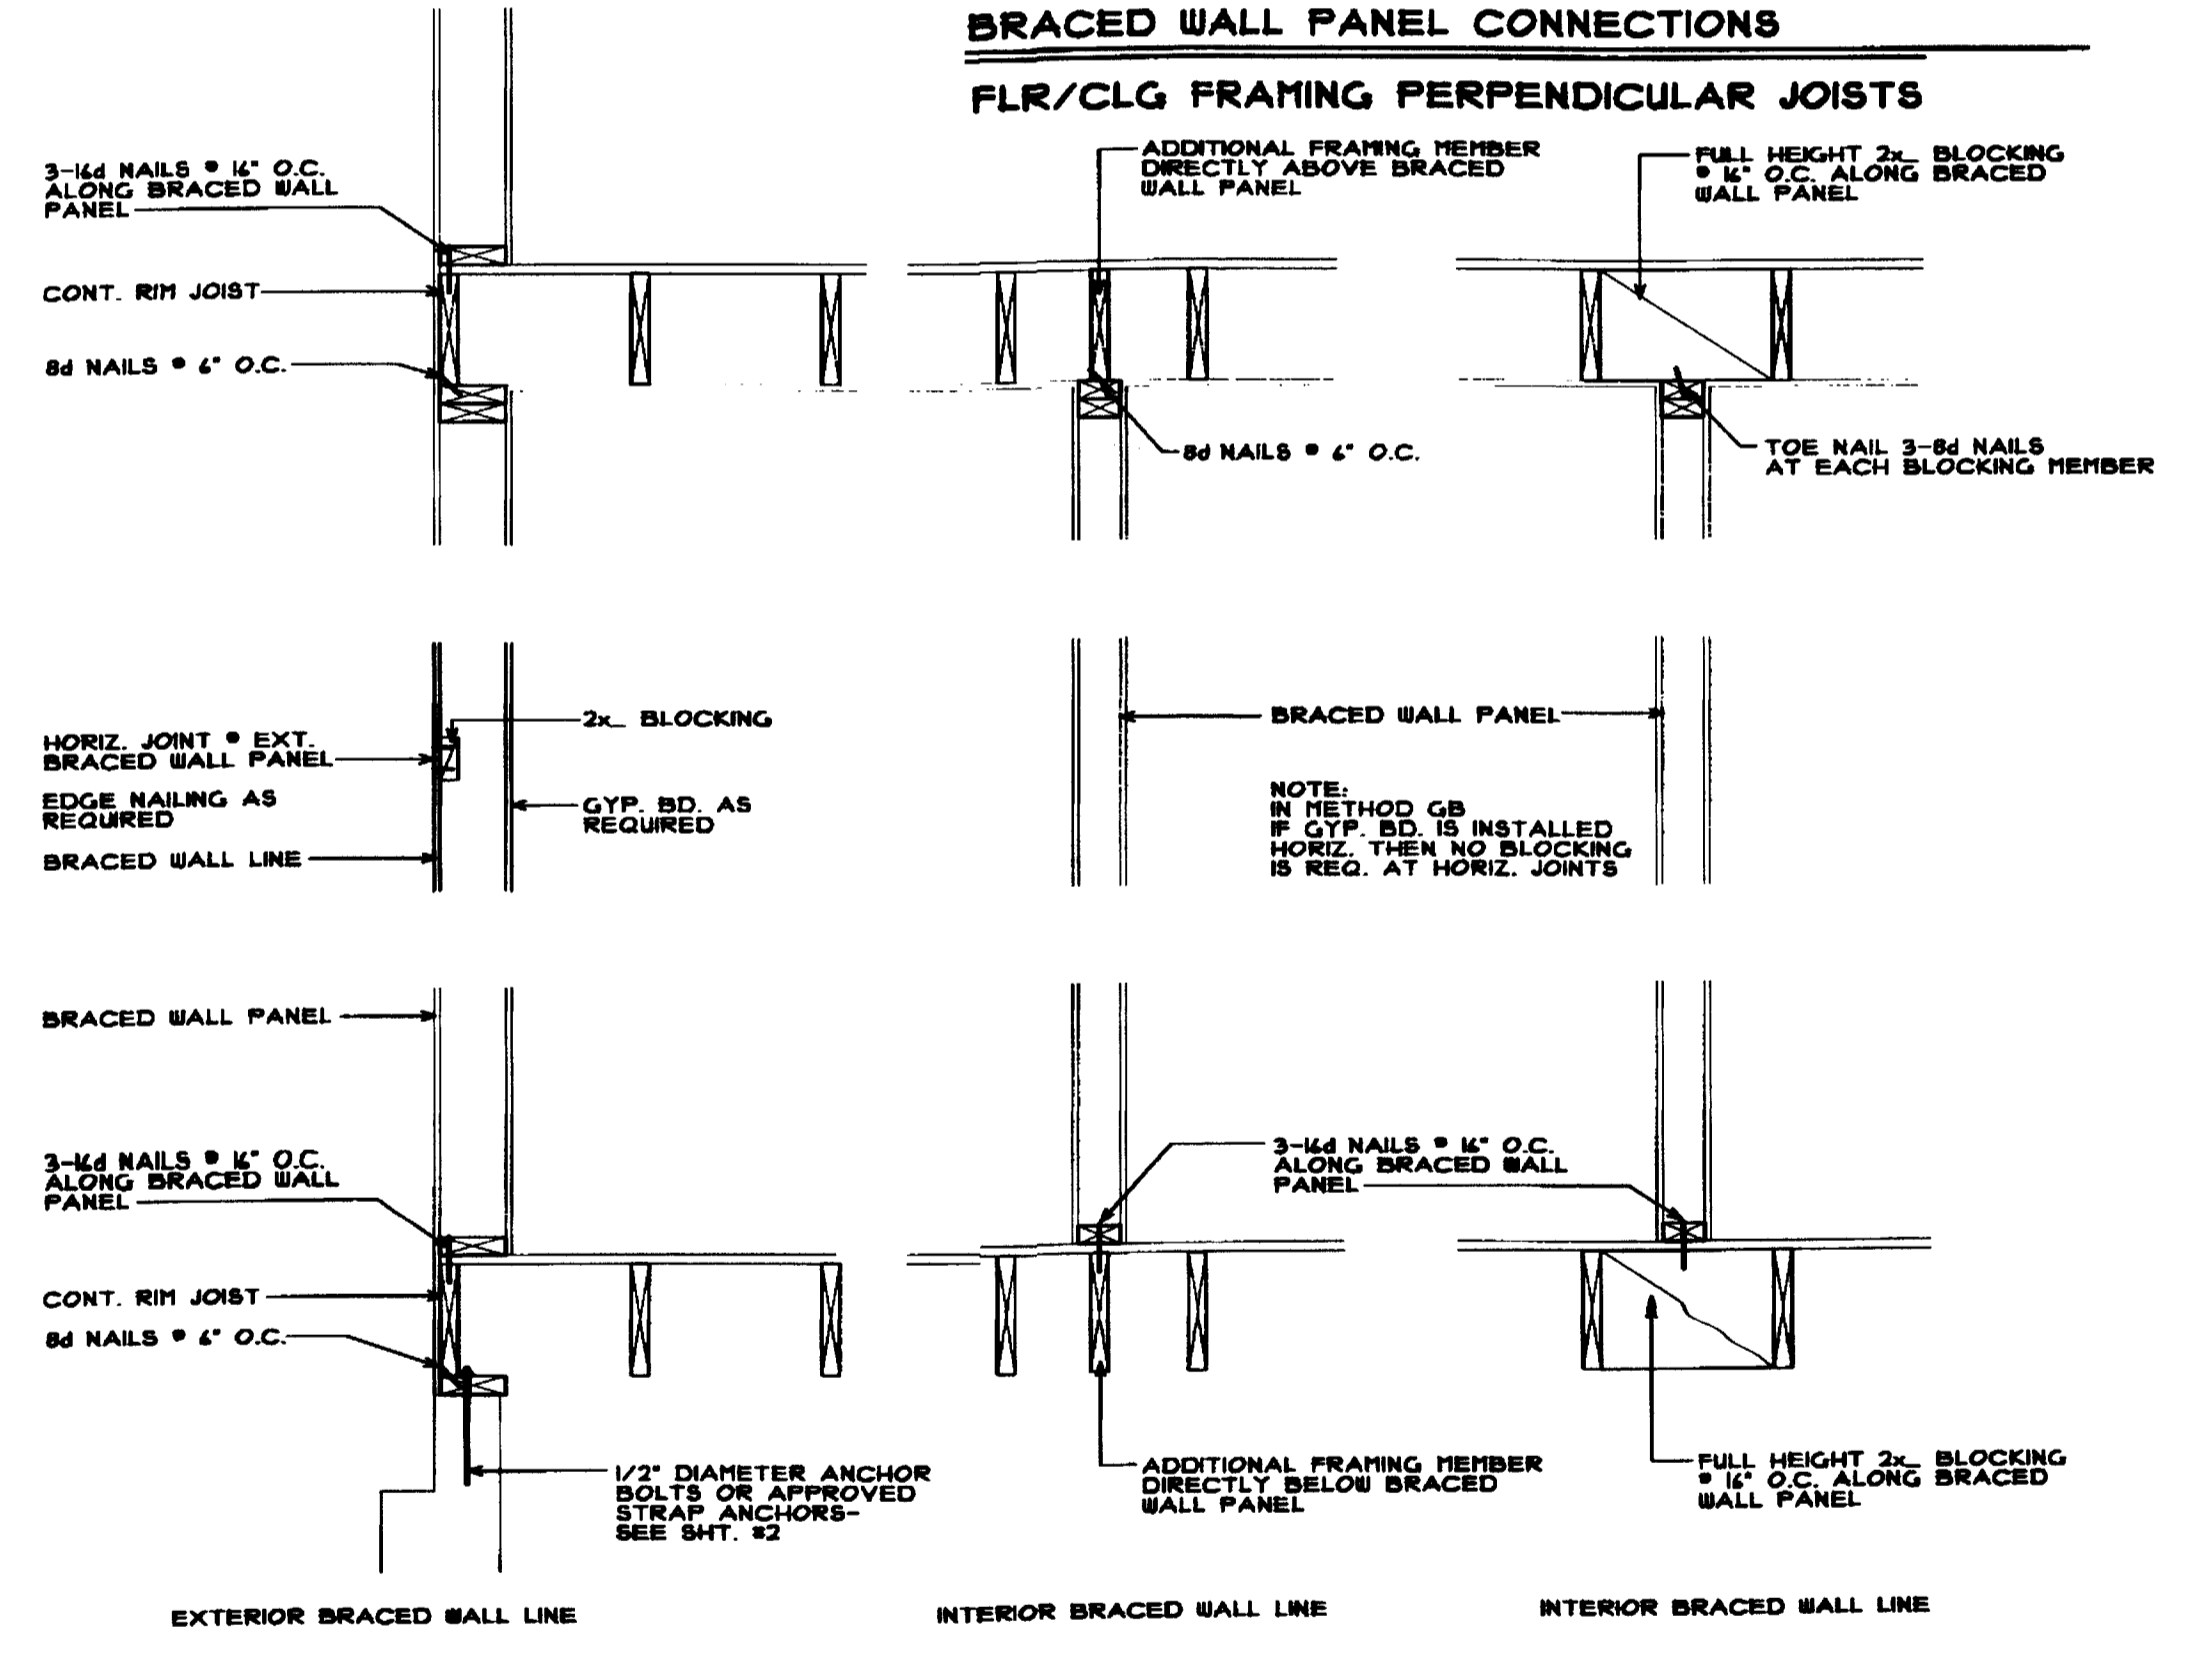 BRACED WALL PANEL CONNECTIONS
FLR/CLG FRAMING PERPENDICULAR JOISTS
3-16d NAILS @ 16" O.C.
ALONG BRACED WALL
PANEL
CONT. RIM JOIST
8d NAILS @ 6" O.C.
ADDITIONAL FRAMING MEMBER
DIRECTLY ABOVE BRACED
WALL PANEL
8d NAILS @ 6" O.C.
FULL HEIGHT 2x_ BLOCKING
@ 16" O.C. ALONG BRACED
WALL PANEL
TOE NAIL 3-8d NAILS
AT EACH BLOCKING MEMBER
HORIZ. JOINT @ EXT.
BRACED WALL PANEL
EDGE NAILING AS
REQUIRED
BRACED WALL LINE
2x_ BLOCKING
GYP. BD. AS
REQUIRED
BRACED WALL PANEL
NOTE:
IN METHOD GB
IF GYP. BD. IS INSTALLED
HORIZ. THEN NO BLOCKING
IS REQ. AT HORIZ. JOINTS
BRACED WALL PANEL
3-16d NAILS @ 16" O.C.
ALONG BRACED WALL
PANEL
CONT. RIM JOIST
8d NAILS @ 6" O.C.
1/2" DIAMETER ANCHOR
BOLTS OR APPROVED
STRAP ANCHORS-
SEE SHT. #2
3-16d NAILS @ 16" O.C.
ALONG BRACED WALL
PANEL
ADDITIONAL FRAMING MEMBER
DIRECTLY BELOW BRACED
WALL PANEL
FULL HEIGHT 2x_ BLOCKING
@ 16" O.C. ALONG BRACED
WALL PANEL
EXTERIOR BRACED WALL LINE
INTERIOR BRACED WALL LINE
INTERIOR BRACED WALL LINE